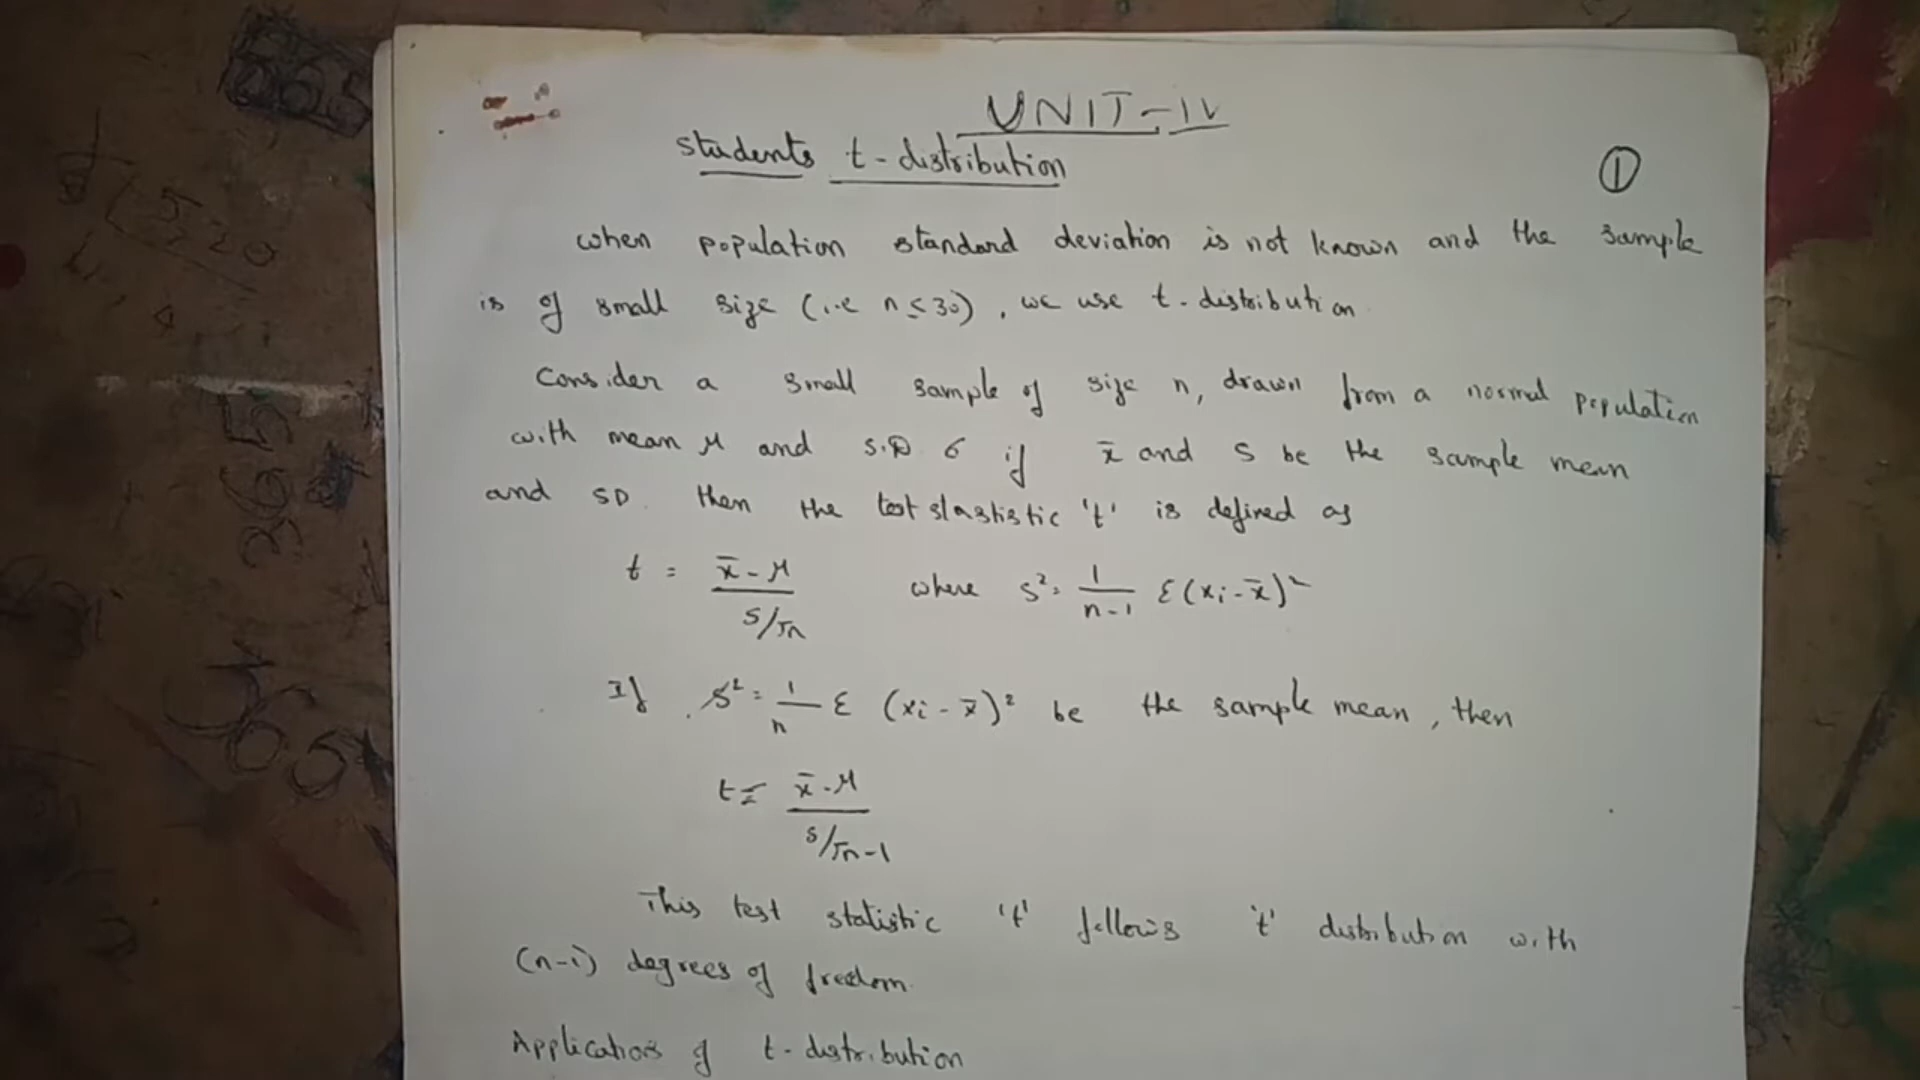 UNIT-IV
students t-distribution
①
when population standard deviation is not known and the sample
is of small size (i.e n≤30), we use t-distribution
Consider a small sample of size n, drawn from a normal population
with mean μ and S.D σ if x̄ and S be the sample mean
and SD. then the test slastistic 't' is defined as
t = (x̄-μ)/(S/√n) where S² = 1/(n-1) Σ(xi-x̄)²
If s² = 1/n Σ (xi-x̄)² be the sample mean, then
t = (x̄-μ)/(s/√n-1)
This test statistic 't' follows 't' distribution with
(n-1) degrees of freedom.
Applications of t-distribution
365